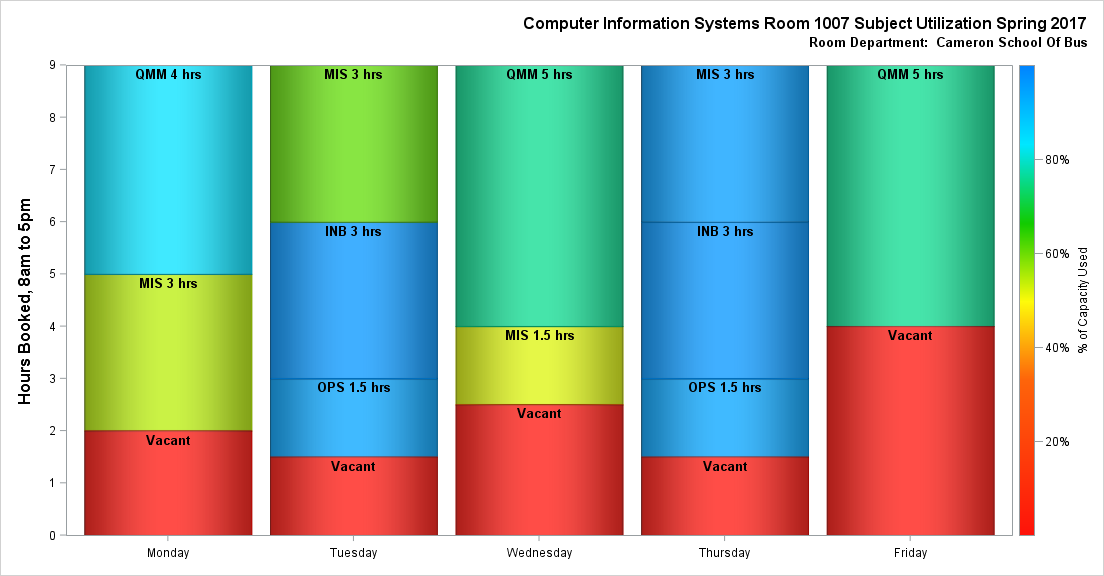 Computer Information Systems Room 1007 Subject Utilization Spring 2017
Room Department: Cameron School Of Bus
Hours Booked, 8am to 5pm
9
8
7
6
5
4
3
2
1
0
QMM 4 hrs
MIS 3 hrs
Vacant
MIS 3 hrs
INB 3 hrs
OPS 1.5 hrs
Vacant
QMM 5 hrs
MIS 1.5 hrs
Vacant
MIS 3 hrs
INB 3 hrs
OPS 1.5 hrs
Vacant
QMM 5 hrs
Vacant
Monday
Tuesday
Wednesday
Thursday
Friday
80%
60%
40%
20%
% of Capacity Used